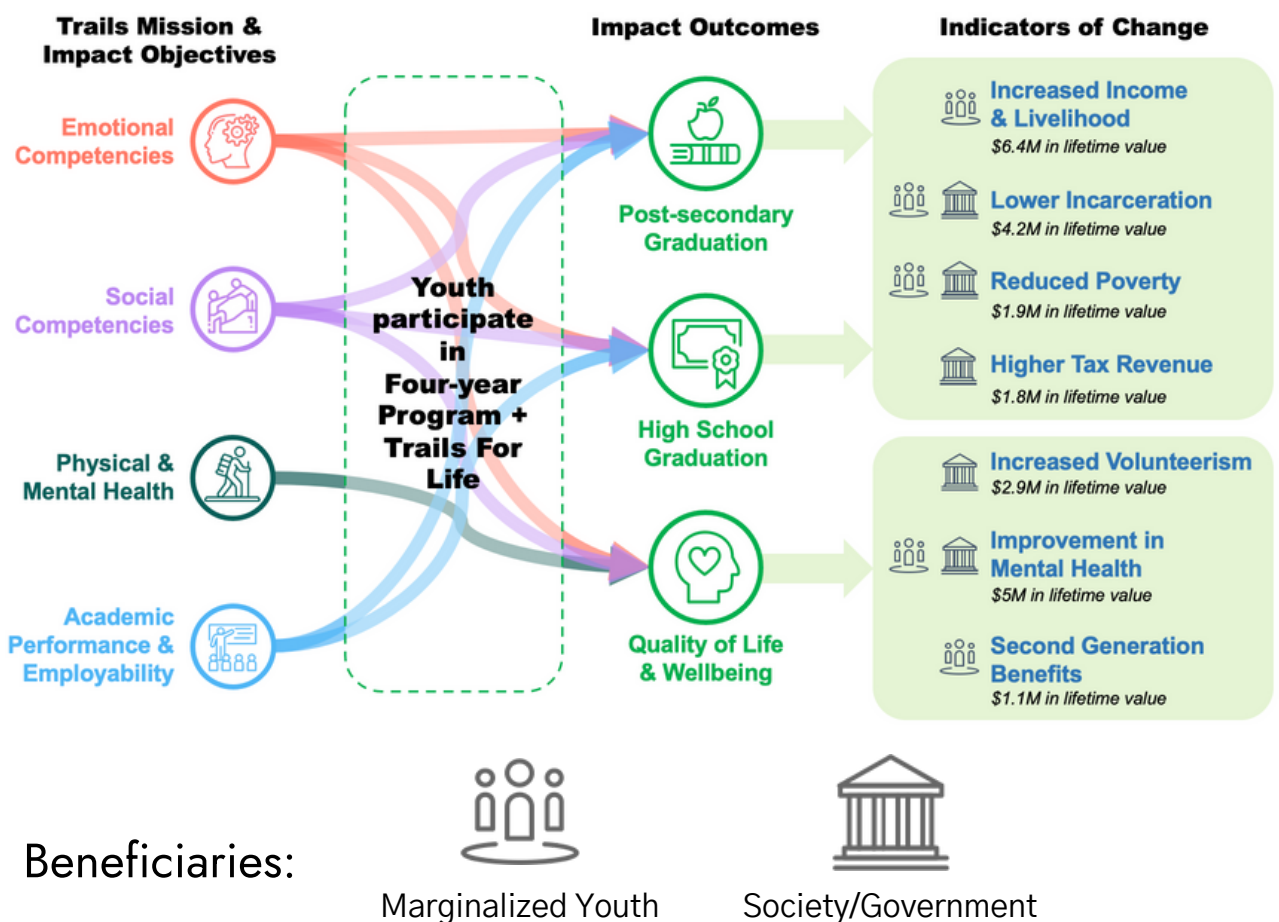 Trails Mission &
Impact Objectives
Emotional
Competencies
Social
Competencies
Physical &
Mental Health
Academic
Performance &
Employability
Youth
participate
in
Four-year
Program +
Trails For
Life
Impact Outcomes
Post-secondary
Graduation
High School
Graduation
Quality of Life
& Wellbeing
Indicators of Change
Increased Income
& Livelihood
$6.4M in lifetime value
Lower Incarceration
$4.2M in lifetime value
Reduced Poverty
$1.9M in lifetime value
Higher Tax Revenue
$1.8M in lifetime value
Increased Volunteerism
$2.9M in lifetime value
Improvement in
Mental Health
$5M in lifetime value
Second Generation
Benefits
$1.1M in lifetime value
Beneficiaries:
Marginalized Youth
Society/Government